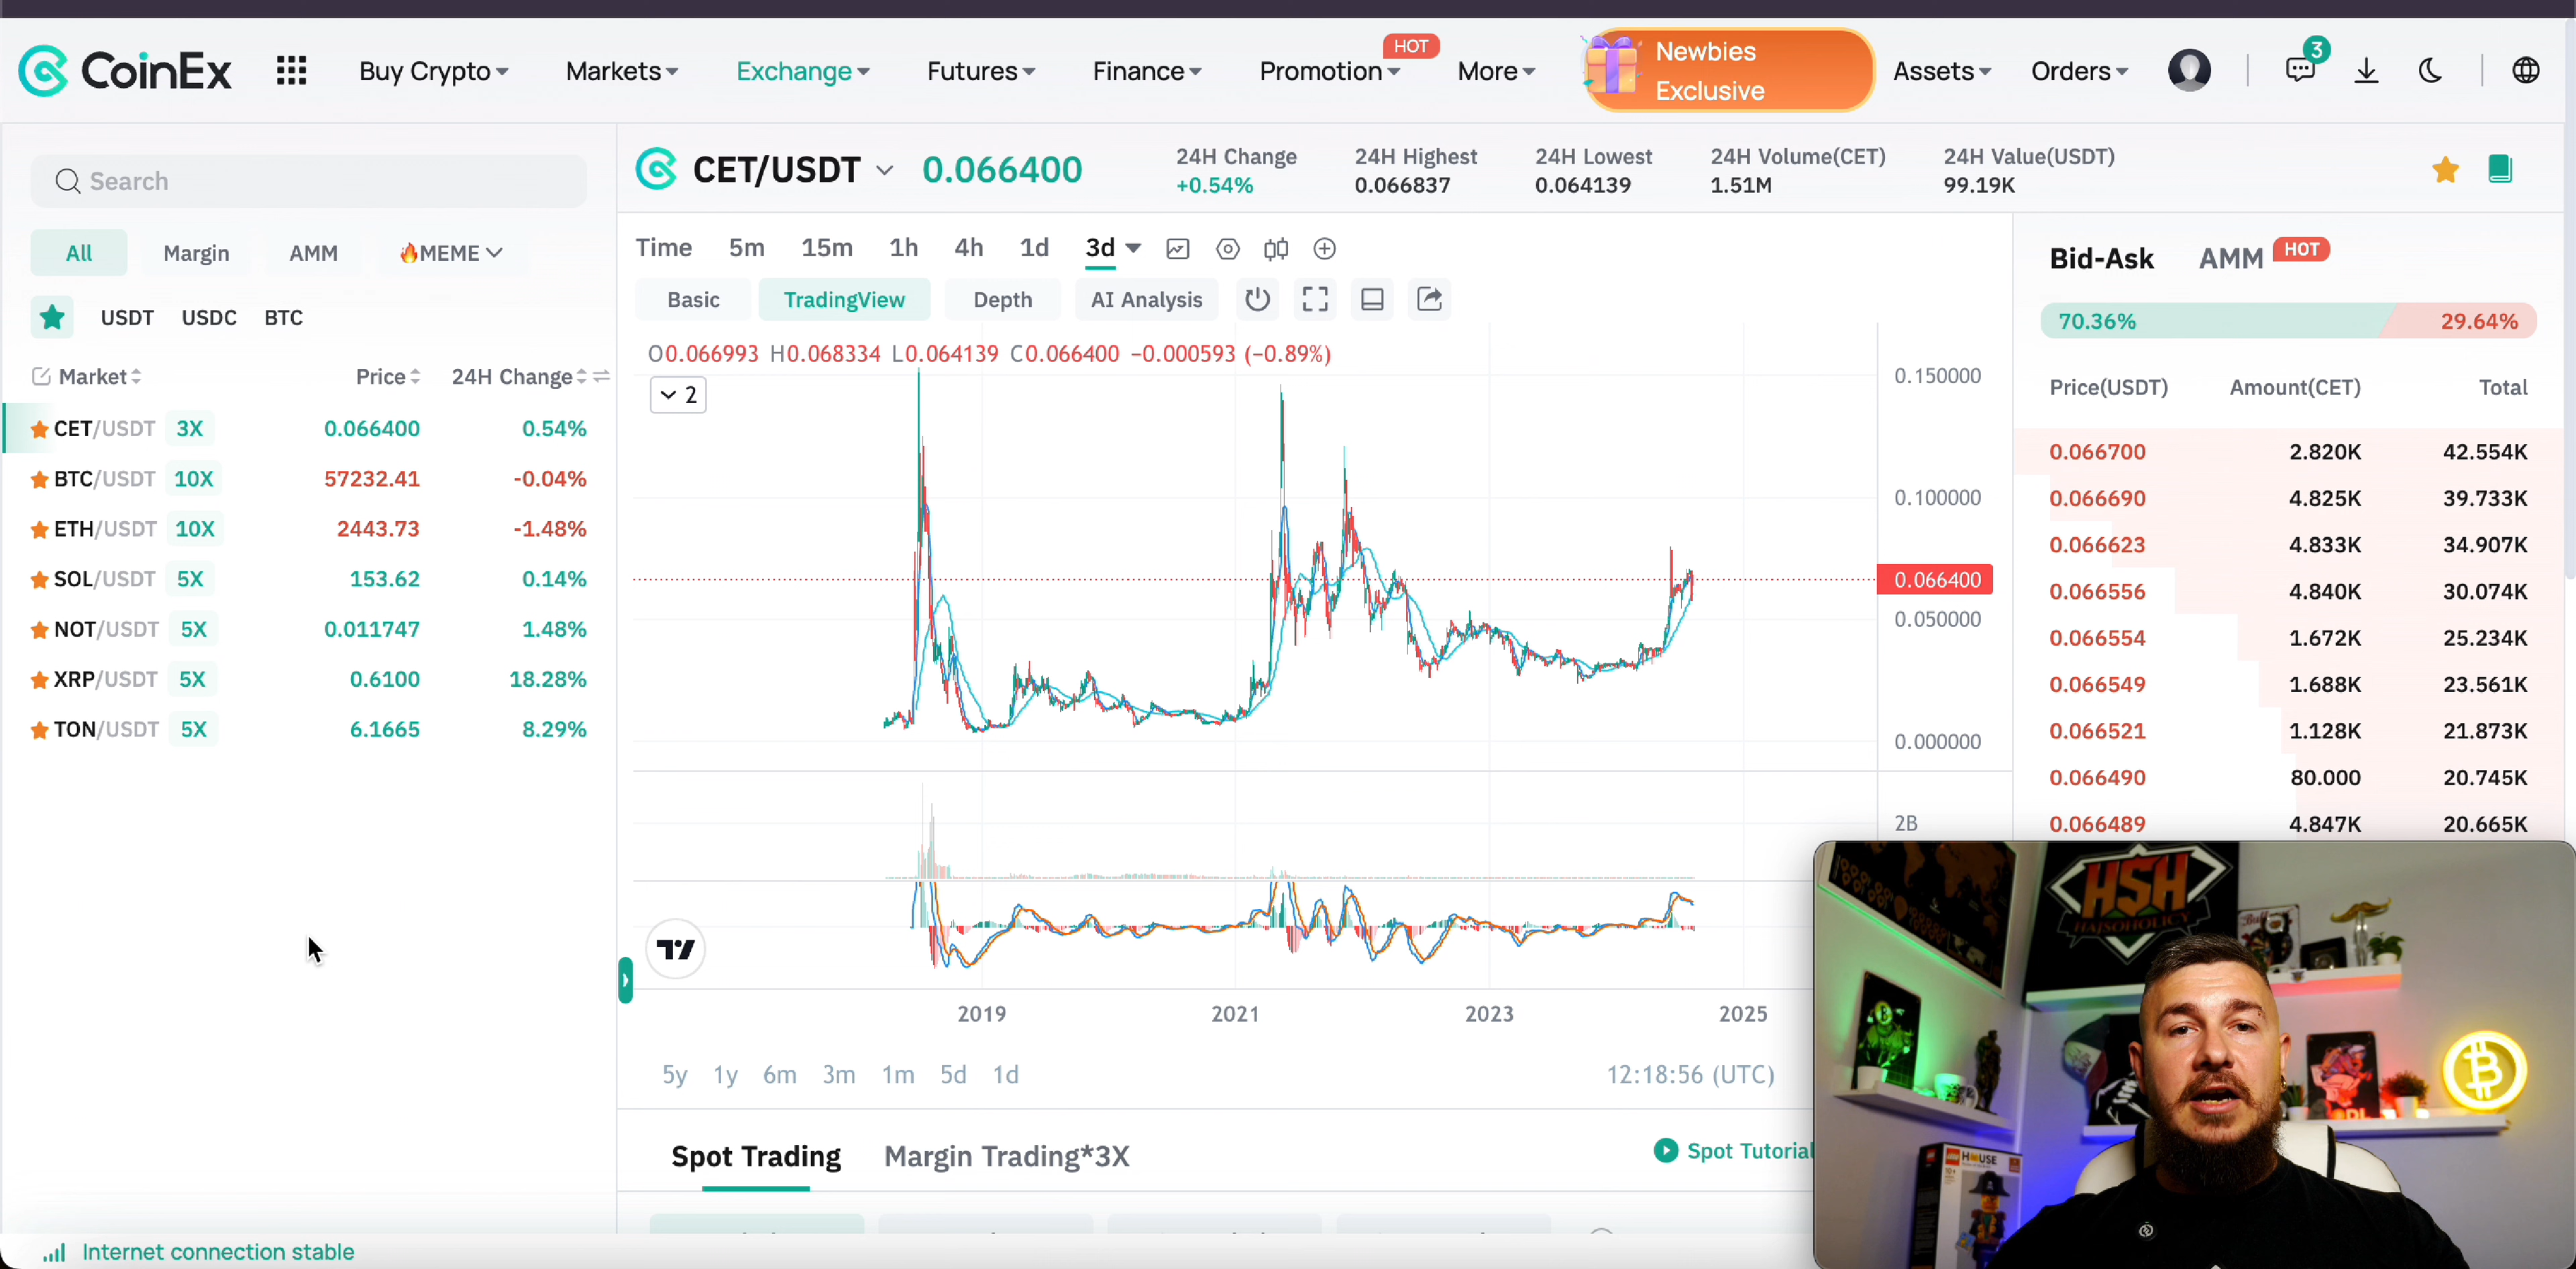 CoinEx
Buy Crypto
Markets
Exchange
Futures
Finance
Promotion
HOT
More
Newbies
Exclusive
Assets
Orders
3
Search
All
Margin
AMM
🔥MEME
USDT
USDC
BTC
Market Price 24H Change
CET/USDT 3X 0.066400 0.54%
BTC/USDT 10X 57232.41 -0.04%
ETH/USDT 10X 2443.73 -1.48%
SOL/USDT 5X 153.62 0.14%
NOT/USDT 5X 0.011747 1.48%
XRP/USDT 5X 0.6100 18.28%
TON/USDT 5X 6.1665 8.29%
Internet connection stable
CET/USDT 0.066400
24H Change
+0.54%
24H Highest
0.066837
24H Lowest
0.064139
24H Volume(CET)
1.51M
24H Value(USDT)
99.19K
Time 5m 15m 1h 4h 1d 3d
Basic TradingView Depth AI Analysis
O0.066993 H0.068334 L0.064139 C0.066400 −0.000593 (−0.89%)
2
0.150000
0.100000
0.066400
0.050000
0.000000
2B
2019 2021 2023 2025
5y 1y 6m 3m 1m 5d 1d
12:18:56 (UTC)
Spot Trading Margin Trading*3X
Spot Tutorial
Bid-Ask AMM HOT
70.36% 29.64%
Price(USDT) Amount(CET) Total
0.066700 2.820K 42.554K
0.066690 4.825K 39.733K
0.066623 4.833K 34.907K
0.066556 4.840K 30.074K
0.066554 1.672K 25.234K
0.066549 1.688K 23.561K
0.066521 1.128K 21.873K
0.066490 80.000 20.745K
0.066489 4.847K 20.665K
HSH
HAJSOHOLICY
HOUSE